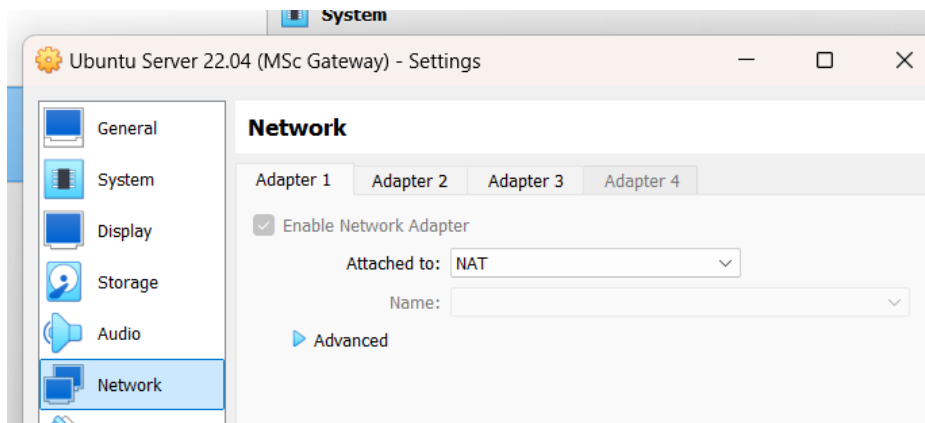 System
Ubuntu Server 22.04 (MSc Gateway) - Settings
General
System
Display
Storage
Audio
Network
Network
Adapter 1 Adapter 2 Adapter 3 Adapter 4
Enable Network Adapter
Attached to: NAT
Name:
Advanced